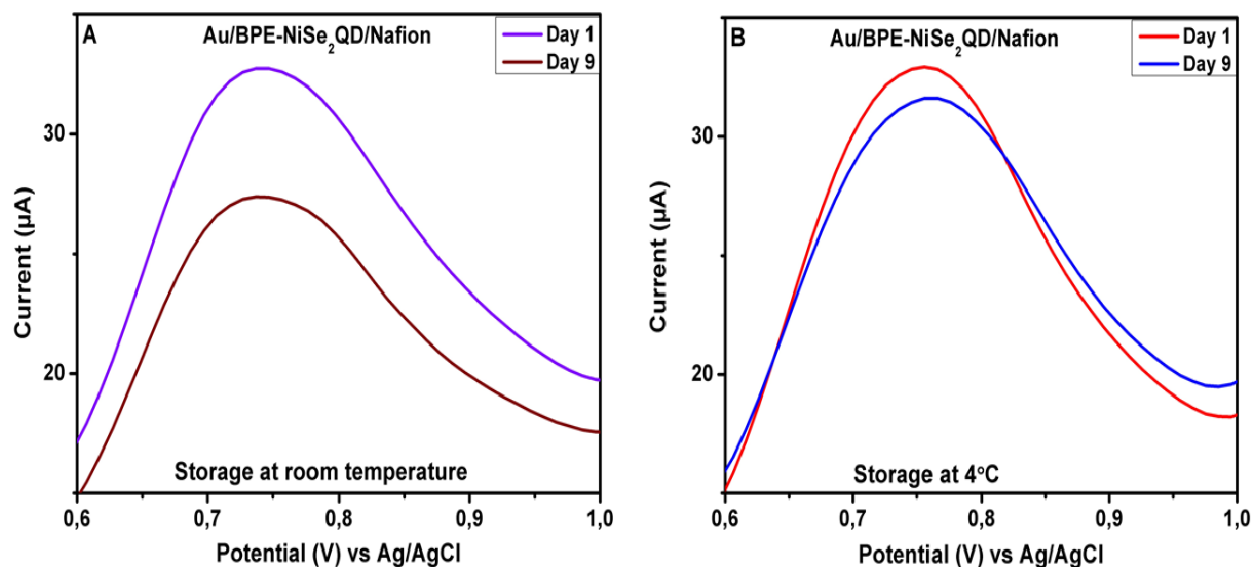 A
Au/BPE-NiSe₂QD/Nafion
Day 1
Day 9
30
20
Current (µA)
Storage at room temperature
0,6
0,7
0,8
0,9
1,0
Potential (V) vs Ag/AgCl
B
Au/BPE-NiSe₂QD/Nafion
Day 1
Day 9
30
20
Current (µA)
Storage at 4°C
0,6
0,7
0,8
0,9
1,0
Potential (V) vs Ag/AgCl